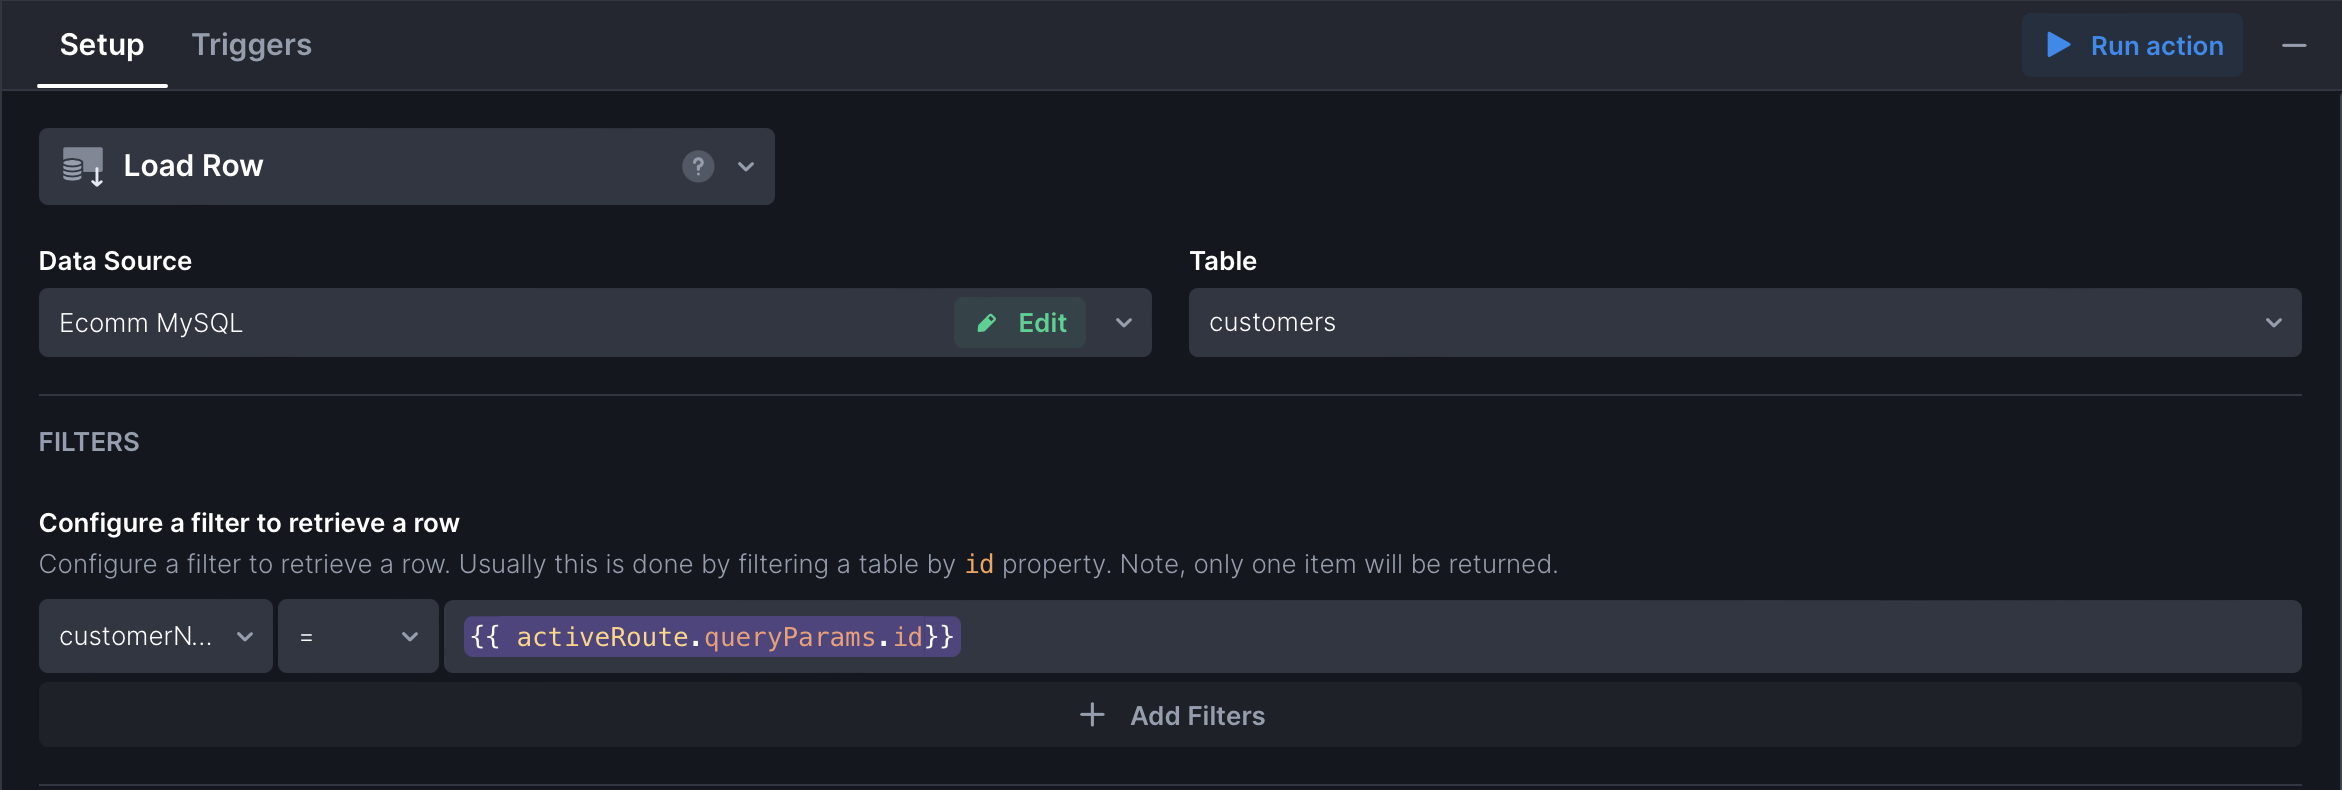 Setup Triggers Run action
Load Row ?
Data Source Table
Ecomm MySQL Edit customers
FILTERS
Configure a filter to retrieve a row
Configure a filter to retrieve a row. Usually this is done by filtering a table by id property. Note, only one item will be returned.
customerN... = {{ activeRoute.queryParams.id}}
Add Filters